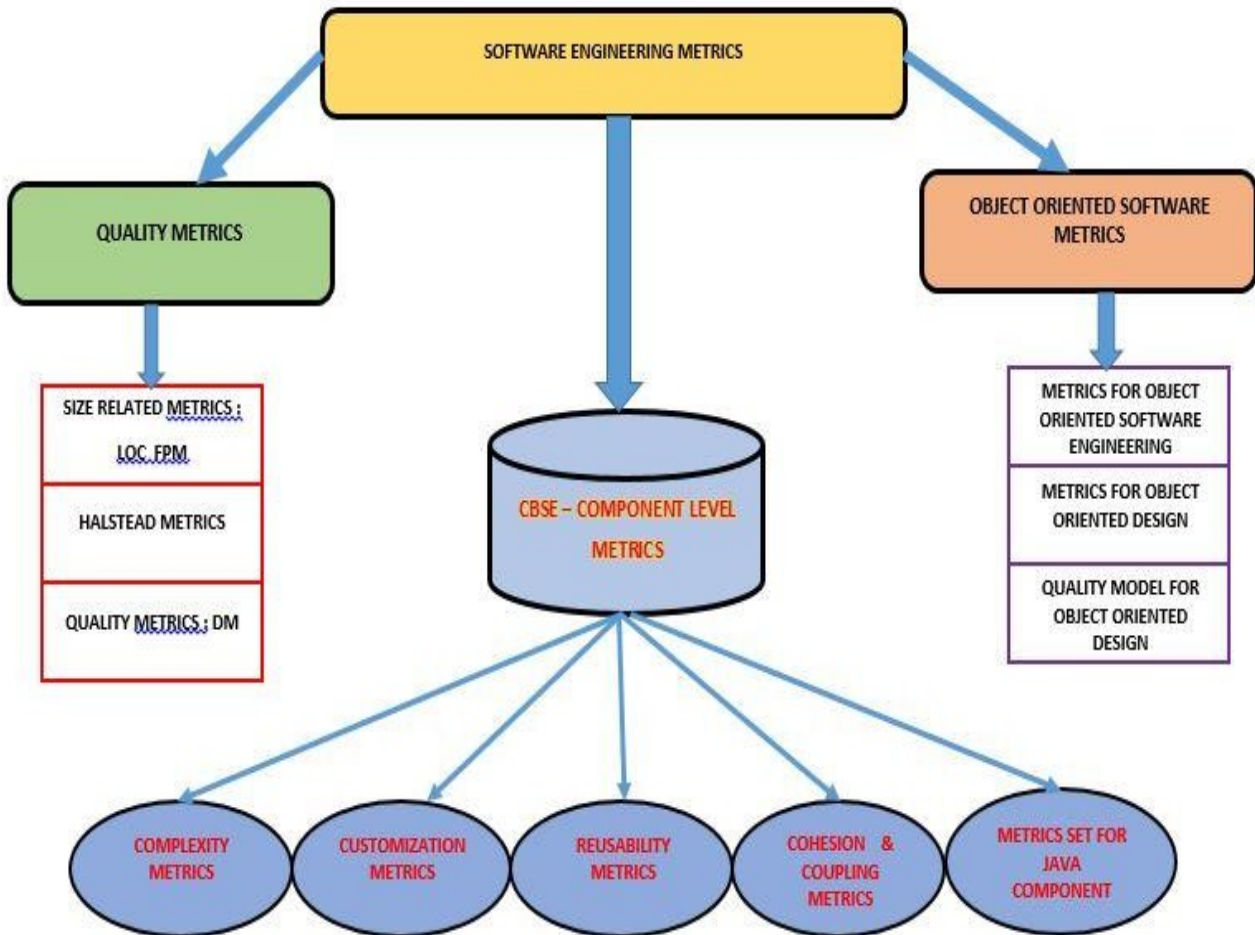 SOFTWARE ENGINEERING METRICS
QUALITY METRICS
OBJECT ORIENTED SOFTWARE
METRICS
SIZE RELATED METRICS :
LOC FPM
HALSTEAD METRICS
QUALITY METRICS : DM
CBSE – COMPONENT LEVEL
METRICS
METRICS FOR OBJECT
ORIENTED SOFTWARE
ENGINEERING
METRICS FOR OBJECT
ORIENTED DESIGN
QUALITY MODEL FOR
OBJECT ORIENTED
DESIGN
COMPLEXITY
METRICS
CUSTOMIZATION
METRICS
REUSABILITY
METRICS
COHESION &
COUPLING
METRICS
METRICS SET FOR
JAVA
COMPONENT